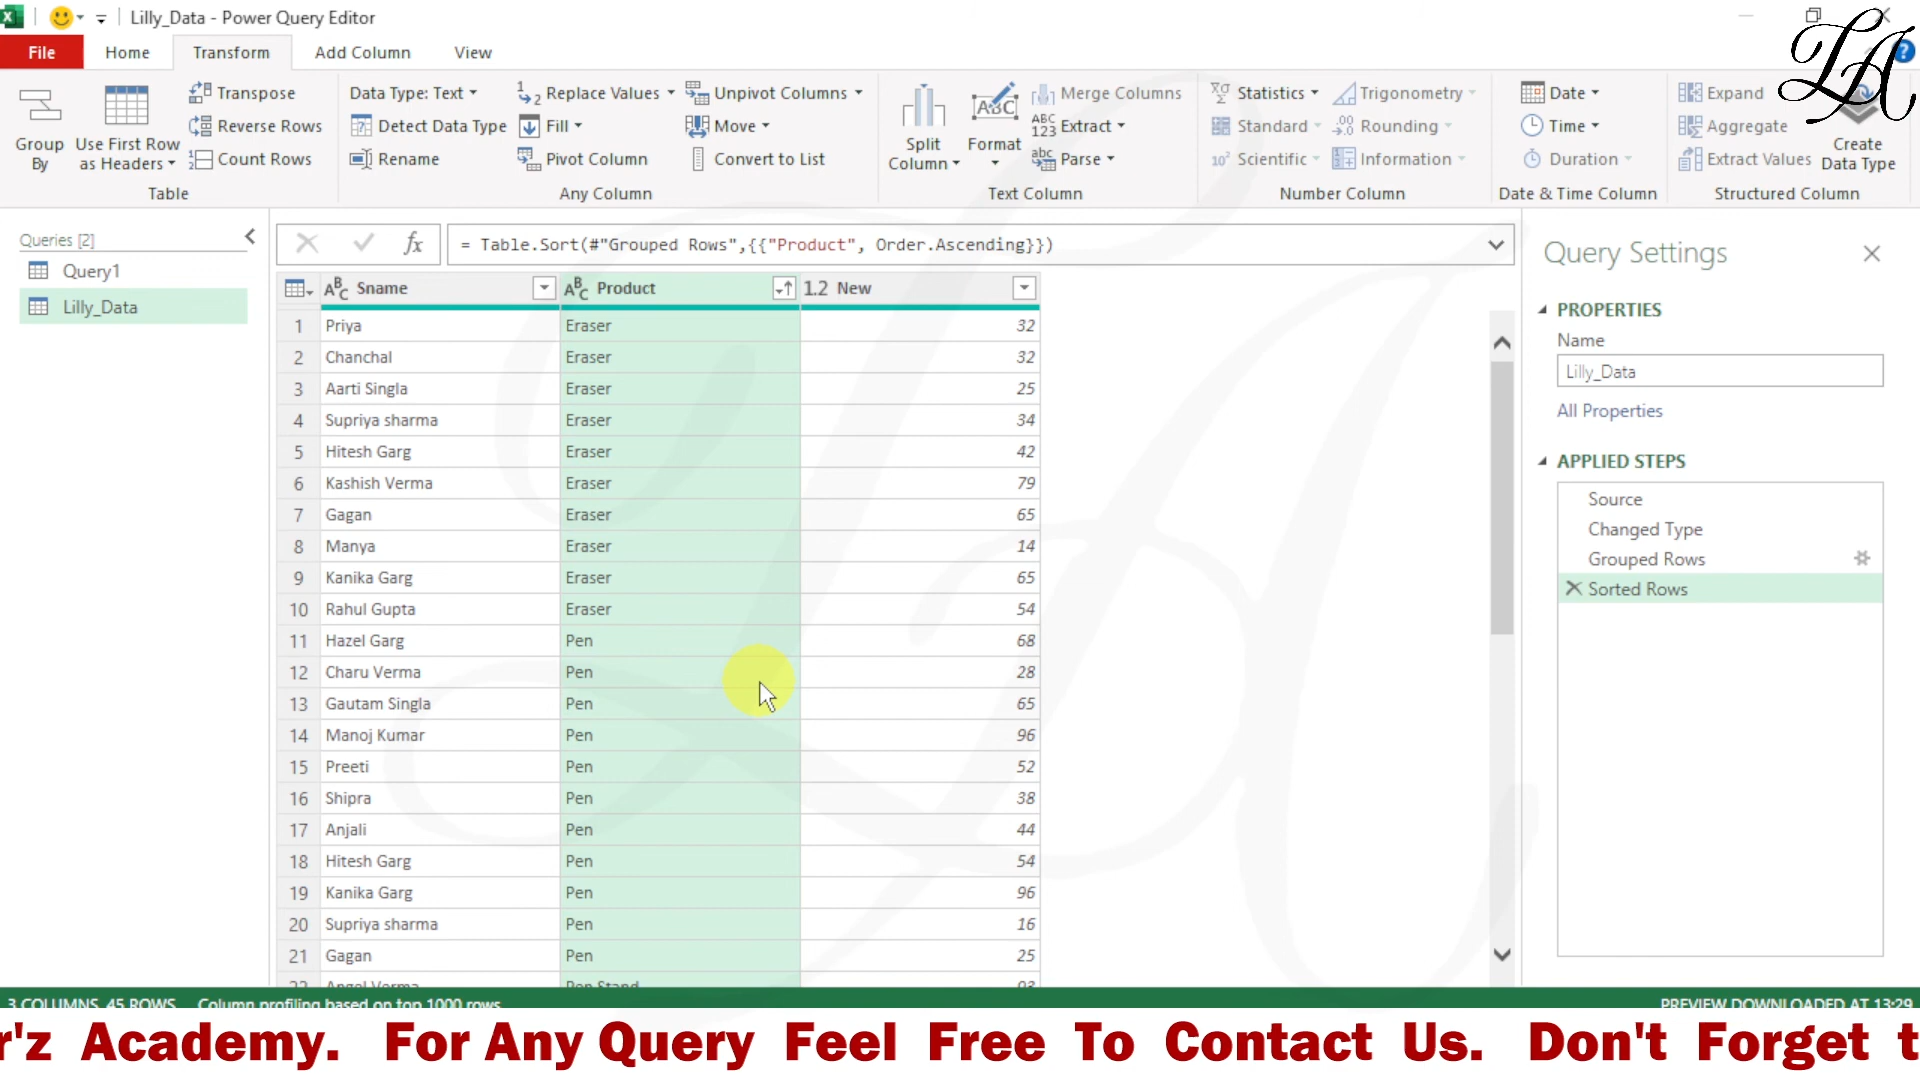 Lilly_Data - Power Query Editor
File Home Transform Add Column View
Group By
Use First Row as Headers
Transpose
Reverse Rows
Count Rows
Table
Data Type: Text
Detect Data Type
Rename
Replace Values
Fill
Pivot Column
Unpivot Columns
Move
Convert to List
Any Column
Split Column
Format
Merge Columns
Extract
Parse
Text Column
Statistics
Standard
Scientific
Trigonometry
Rounding
Information
Number Column
Date
Time
Duration
Date & Time Column
Expand
Aggregate
Extract Values
Create Data Type
Structured Column
LA
Queries [2]
Query1
Lilly_Data
fx = Table.Sort(#"Grouped Rows",{{"Product", Order.Ascending}})
Sname Product 1.2 New
1 Priya Eraser 32
2 Chanchal Eraser 32
3 Aarti Singla Eraser 25
4 Supriya sharma Eraser 34
5 Hitesh Garg Eraser 42
6 Kashish Verma Eraser 79
7 Gagan Eraser 65
8 Manya Eraser 14
9 Kanika Garg Eraser 65
10 Rahul Gupta Eraser 54
11 Hazel Garg Pen 68
12 Charu Verma Pen 28
13 Gautam Singla Pen 65
14 Manoj Kumar Pen 96
15 Preeti Pen 52
16 Shipra Pen 38
17 Anjali Pen 44
18 Hitesh Garg Pen 54
19 Kanika Garg Pen 96
20 Supriya sharma Pen 16
21 Gagan Pen 25
22 Angel Verma Pen Stand 93
Query Settings
PROPERTIES
Name
Lilly_Data
All Properties
APPLIED STEPS
Source
Changed Type
Grouped Rows
Sorted Rows
3 COLUMNS, 45 ROWS Column profiling based on top 1000 rows PREVIEW DOWNLOADED AT 13:29
r'z Academy. For Any Query Feel Free To Contact Us. Don't Forget t